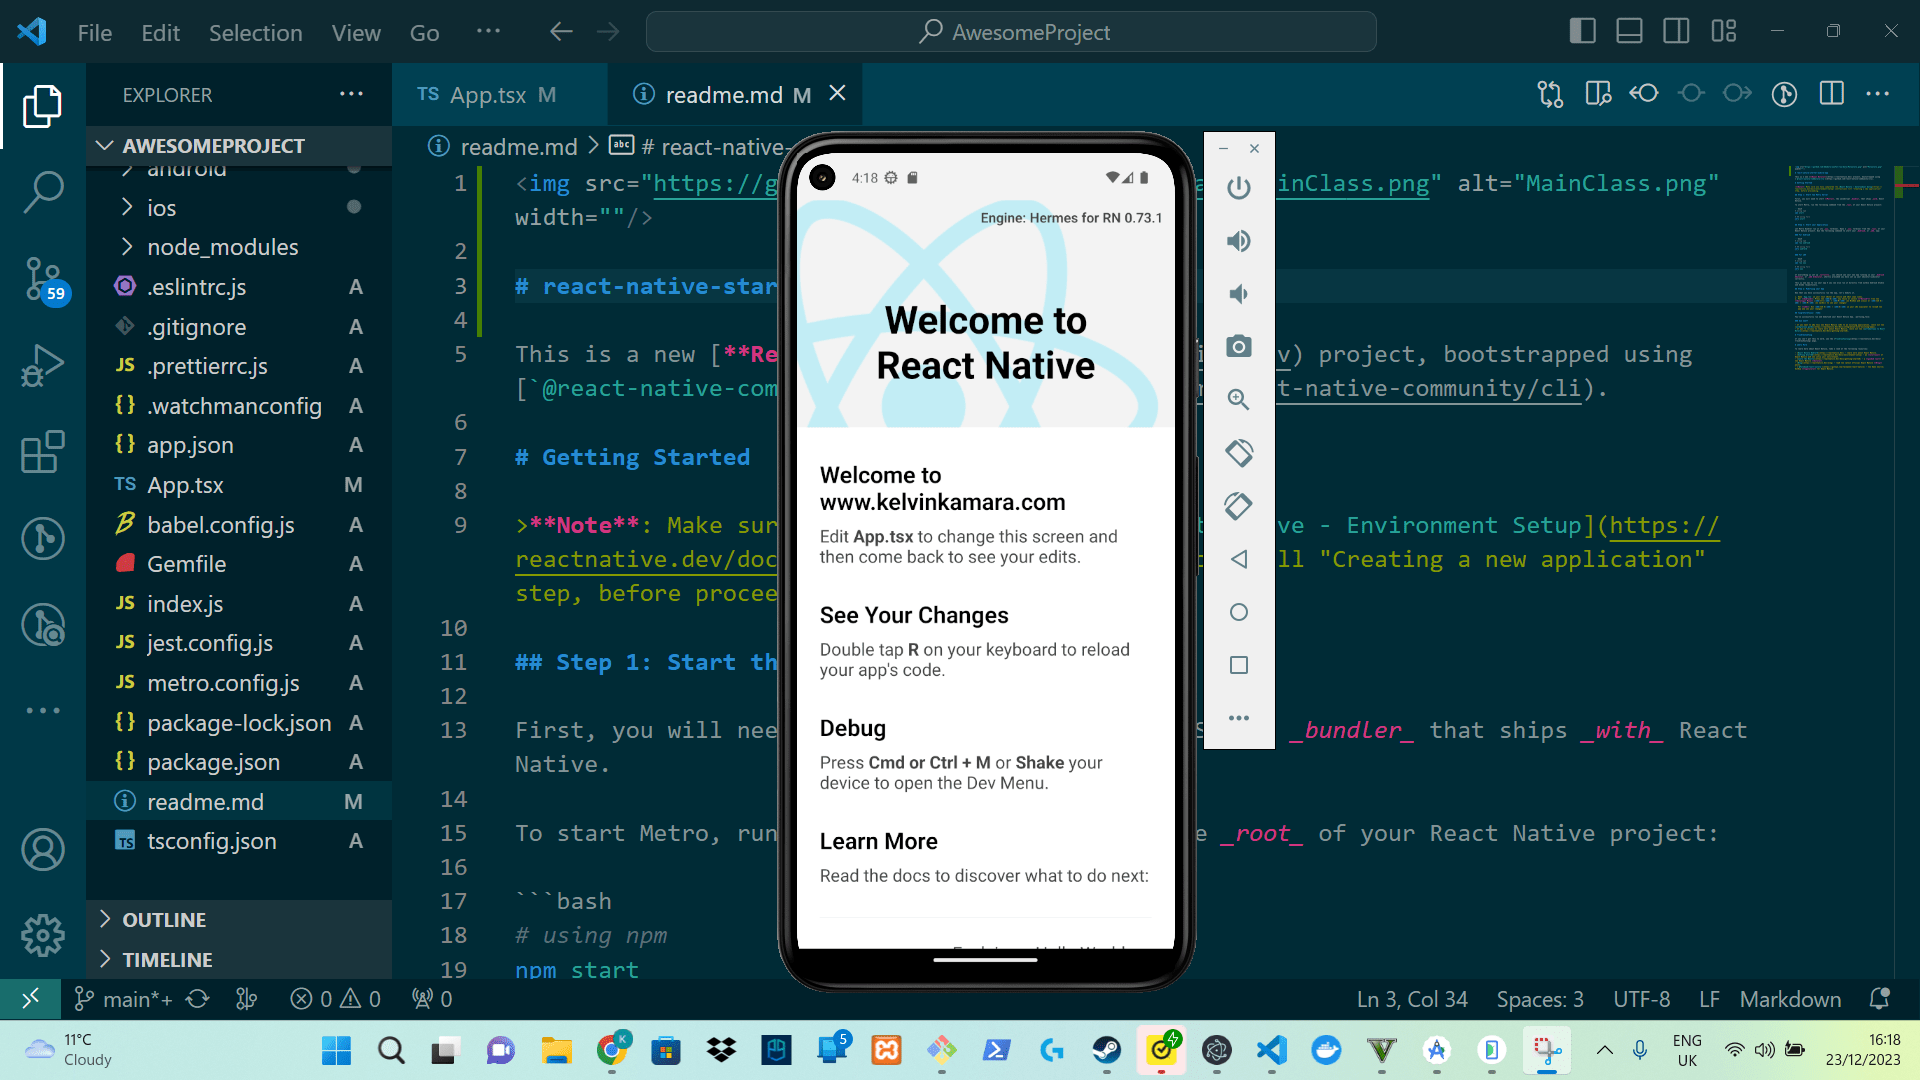 File Edit Selection View Go ··· AwesomeProject
EXPLORER ···
AWESOMEPROJECT
android
ios
node_modules
.eslintrc.js A
.gitignore A
.prettierrc.js A
.watchmanconfig A
app.json A
App.tsx M
babel.config.js A
Gemfile A
index.js A
jest.config.js A
metro.config.js A
package-lock.json A
package.json A
readme.md M
tsconfig.json A
OUTLINE
TIMELINE
59
TS App.tsx M readme.md M
readme.md > # react-native-
1 <img src="https://g inClass.png" alt="MainClass.png"
width=""/>
2
3 # react-native-star
4
5 This is a new [**Re v) project, bootstrapped using
[`@react-native-com t-native-community/cli).
6
7 # Getting Started
8
9 >**Note**: Make sur ve - Environment Setup](https://
reactnative.dev/doc ll "Creating a new application"
step, before procee
10
11 ## Step 1: Start th
12
13 First, you will nee _bundler_ that ships _with_ React
Native.
14
15 To start Metro, run e _root_ of your React Native project:
16
17 ```bash
18 # using npm
19 npm start
4:18
Engine: Hermes for RN 0.73.1
Welcome to
React Native
Welcome to
www.kelvinkamara.com
Edit App.tsx to change this screen and
then come back to see your edits.
See Your Changes
Double tap R on your keyboard to reload
your app's code.
Debug
Press Cmd or Ctrl + M or Shake your
device to open the Dev Menu.
Learn More
Read the docs to discover what to do next:
main*+ 0 0 0 Ln 3, Col 34 Spaces: 3 UTF-8 LF Markdown
11°C
Cloudy
K
5
ENG
UK
16:18
23/12/2023